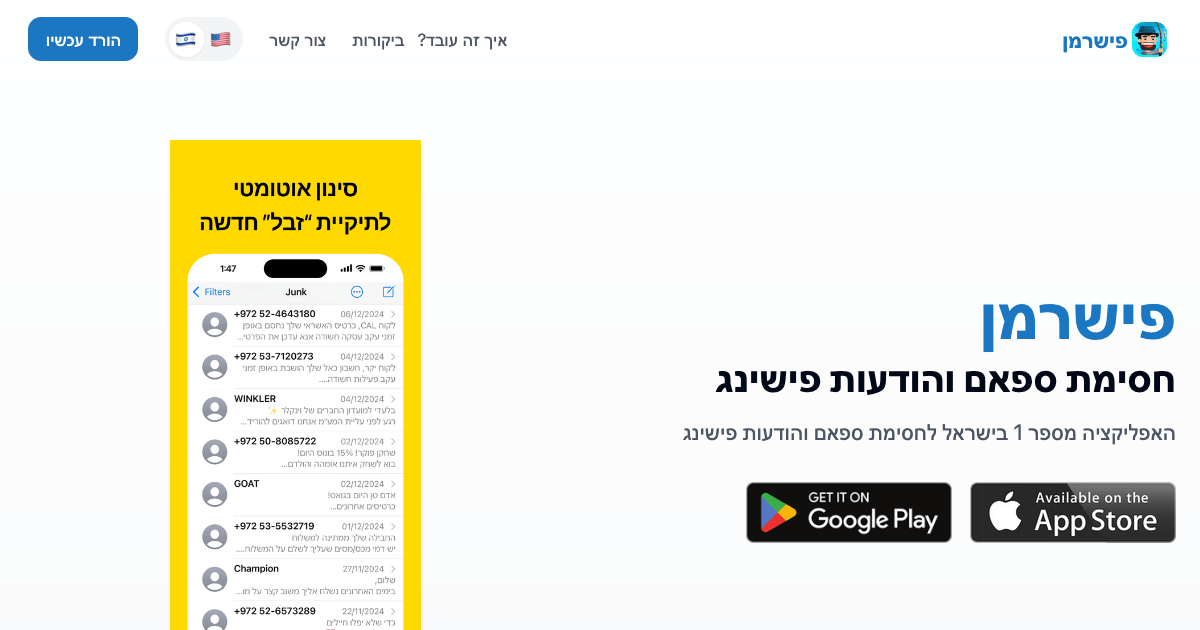 פישרמן
איך זה עובד?
ביקורות
צור קשר
הורד עכשיו
פישרמן
חסימת ספאם והודעות פישינג
האפליקציה מספר 1 בישראל לחסימת ספאם והודעות פישינג
Available on the
App Store
GET IT ON
Google Play
סינון אוטומטי
לתיקיית "זבל" חדשה
1:47
Filters
Junk
+972 52-4643180 06/12/2024
לקוח CAL, כרטיס האשראי שלך נחסם באופן
זמני עקב עסקה חשודה אנא עדכן את הפרטי...
+972 53-7120273 04/12/2024
לקוח יקר, חשבון כאל שלך הושבת באופן זמני
עקב פעילות חשודה....
WINKLER 04/12/2024
בלעדי למועדון החברים של וינקלר ✨
רגע לפני עליית המע"מ אנחנו דואגים להוריד...
+972 50-8085722 02/12/2024
שחקן פוקר! 15% בונוס היום!
בוא לשחק איתנו אומהה והולדם...
GOAT 02/12/2024
אדם טן היום בגואט!
כרטיסים אחרונים...
+972 53-5532719 01/12/2024
החבילה שלך ממתינה למשלוח
יש דמי מכס/מסים שעליך לשלם על המשלוח....
Champion 27/11/2024
שלום,
בימים האחרונים נשלח אליך משוב קצר על מו...
+972 52-6573289 22/11/2024
כדי שלא יפלו חיילים